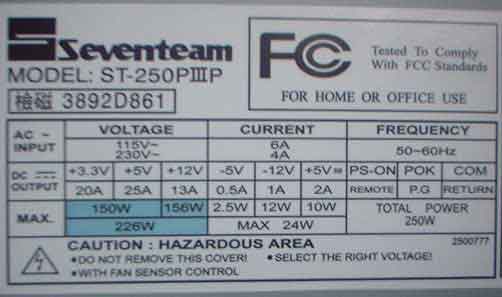 Seventeam
MODEL: ST-250PIIIP
檢磁 3892D861
FCC
Tested To Comply
With FCC Standards
FOR HOME OR OFFICE USE
AC ~ INPUT VOLTAGE CURRENT FREQUENCY
115V~ 6A
230V~ 4A
50~60Hz
DC OUTPUT +3.3V +5V +12V -5V -12V +5V PS-ON POK COM
20A 25A 13A 0.5A 1A 2A REMOTE P.G RETURN
MAX. 150W 156W 2.5W 12W 10W TOTAL POWER
226W MAX 24W 250W
CAUTION : HAZARDOUS AREA 2500777
•DO NOT REMOVE THIS COVER! •SELECT THE RIGHT VOLTAGE!
•WITH FAN SENSOR CONTROL